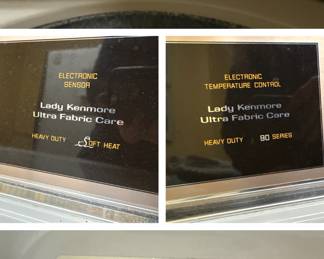 ELECTRONIC
SENSOR
Lady Kenmore
Ultra Fabric Care
HEAVY DUTY SOFT HEAT
ELECTRONIC
TEMPERATURE CONTROL
Lady Kenmore
Ultra Fabric Care
HEAVY DUTY 80 SERIES